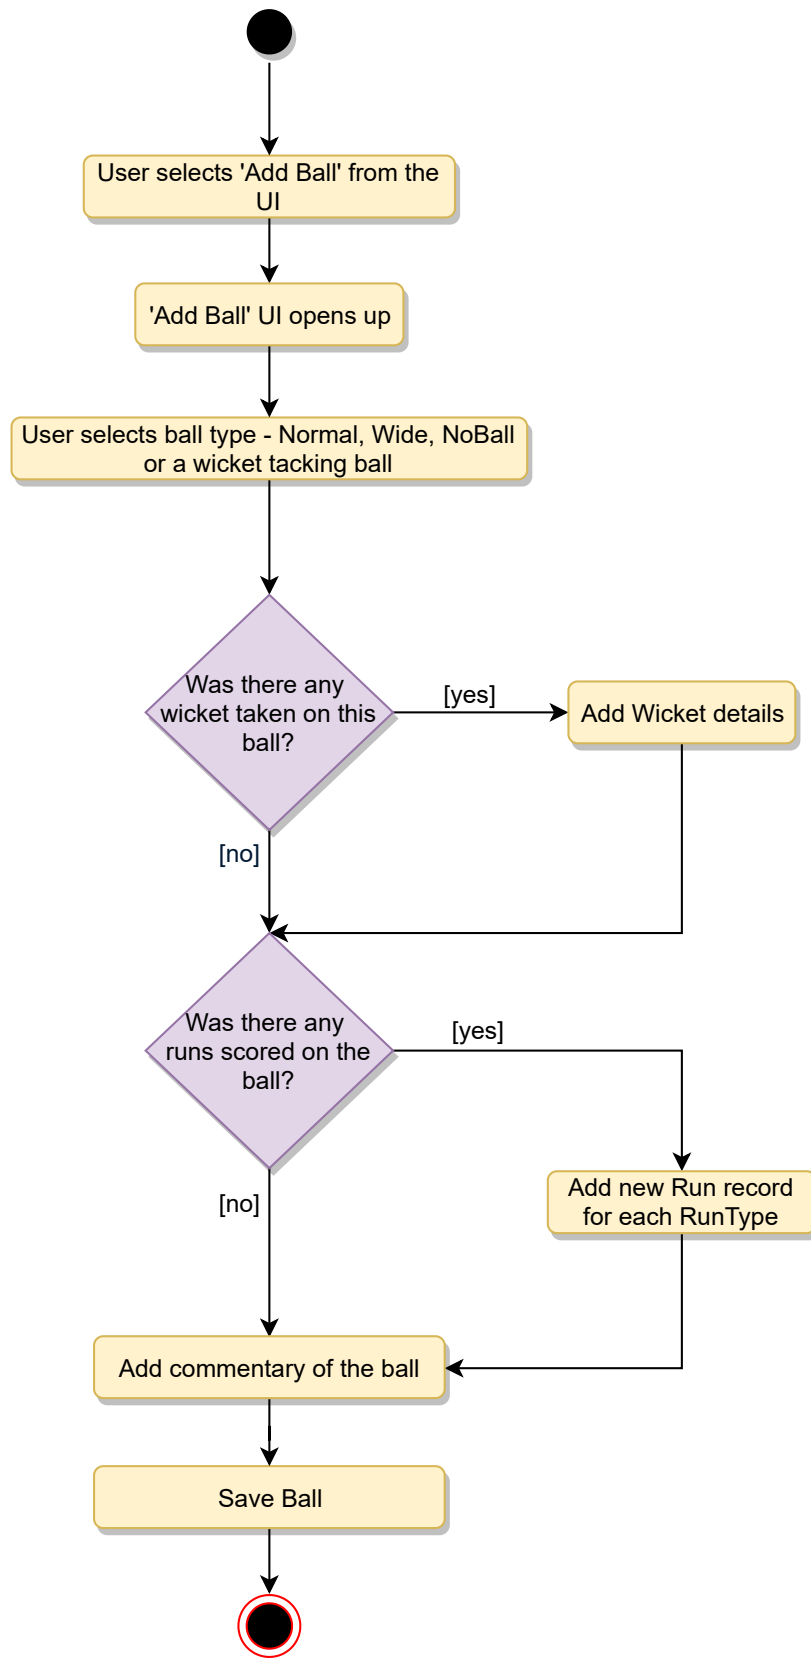 User selects 'Add Ball' from the
UI
'Add Ball' UI opens up
User selects ball type - Normal, Wide, NoBall
or a wicket tacking ball
Was there any
wicket taken on this
ball?
[yes]
Add Wicket details
[no]
Was there any
runs scored on the
ball?
[yes]
Add new Run record
for each RunType
[no]
Add commentary of the ball
Save Ball